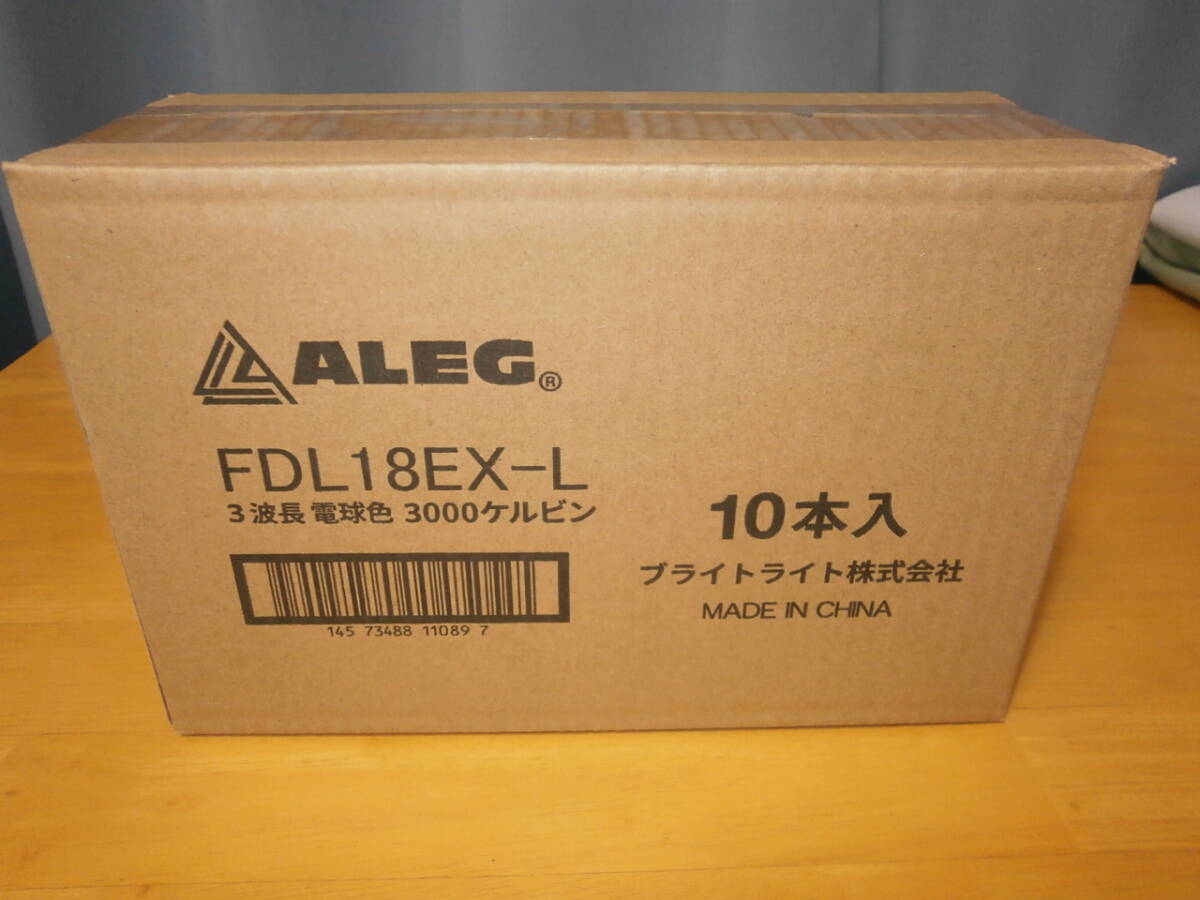 ALEG®
FDL18EX-L
3波長 電球色 3000ケルビン
145 73488 11089 7
10本入
ブライトライト株式会社
MADE IN CHINA